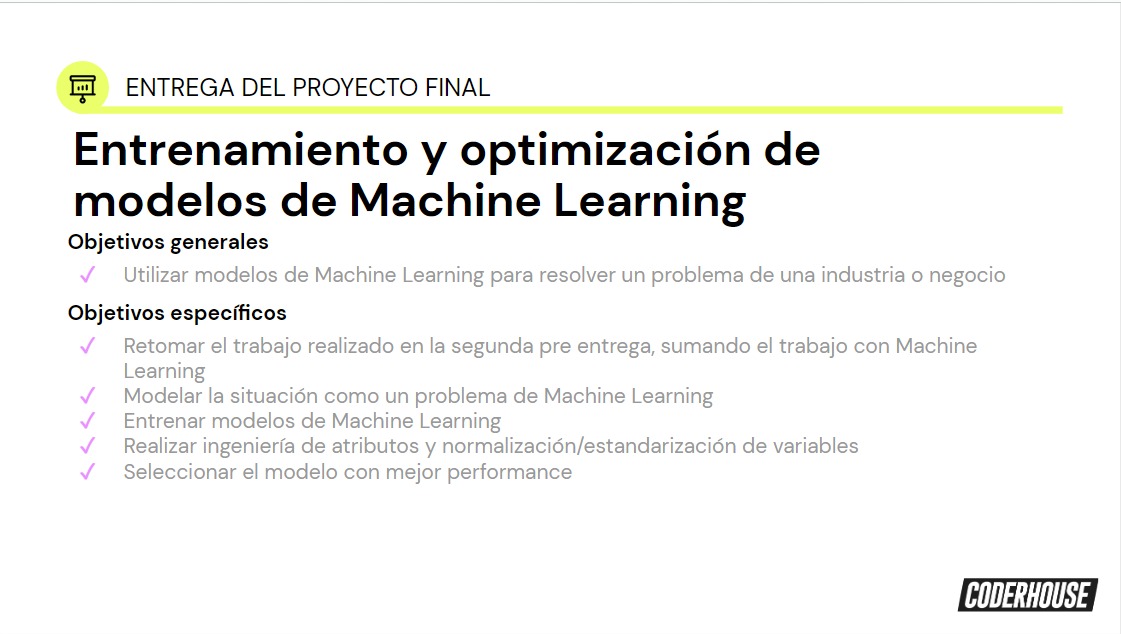 ENTREGA DEL PROYECTO FINAL
Entrenamiento y optimización de
modelos de Machine Learning
Objetivos generales
✓ Utilizar modelos de Machine Learning para resolver un problema de una industria o negocio
Objetivos específicos
✓ Retomar el trabajo realizado en la segunda pre entrega, sumando el trabajo con Machine
Learning
✓ Modelar la situación como un problema de Machine Learning
✓ Entrenar modelos de Machine Learning
✓ Realizar ingeniería de atributos y normalización/estandarización de variables
✓ Seleccionar el modelo con mejor performance
CODERHOUSE